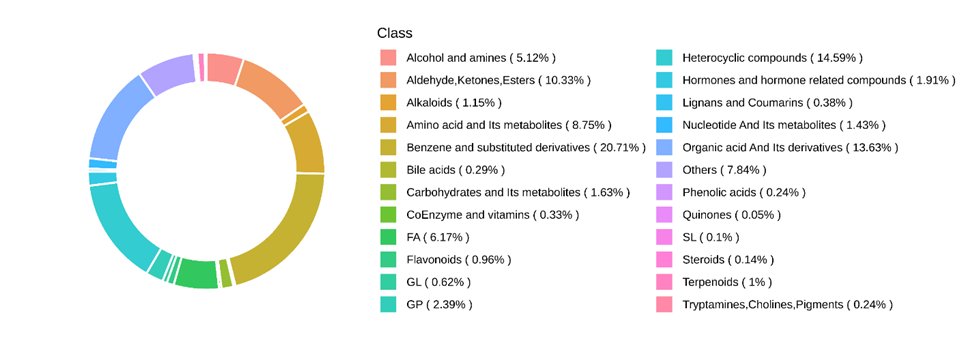 Class
Alcohol and amines ( 5.12% )
Aldehyde,Ketones,Esters ( 10.33% )
Alkaloids ( 1.15% )
Amino acid and Its metabolites ( 8.75% )
Benzene and substituted derivatives ( 20.71% )
Bile acids ( 0.29% )
Carbohydrates and Its metabolites ( 1.63% )
CoEnzyme and vitamins ( 0.33% )
FA ( 6.17% )
Flavonoids ( 0.96% )
GL ( 0.62% )
GP ( 2.39% )
Heterocyclic compounds ( 14.59% )
Hormones and hormone related compounds ( 1.91% )
Lignans and Coumarins ( 0.38% )
Nucleotide And Its metabolites ( 1.43% )
Organic acid And Its derivatives ( 13.63% )
Others ( 7.84% )
Phenolic acids ( 0.24% )
Quinones ( 0.05% )
SL ( 0.1% )
Steroids ( 0.14% )
Terpenoids ( 1% )
Tryptamines,Cholines,Pigments ( 0.24% )